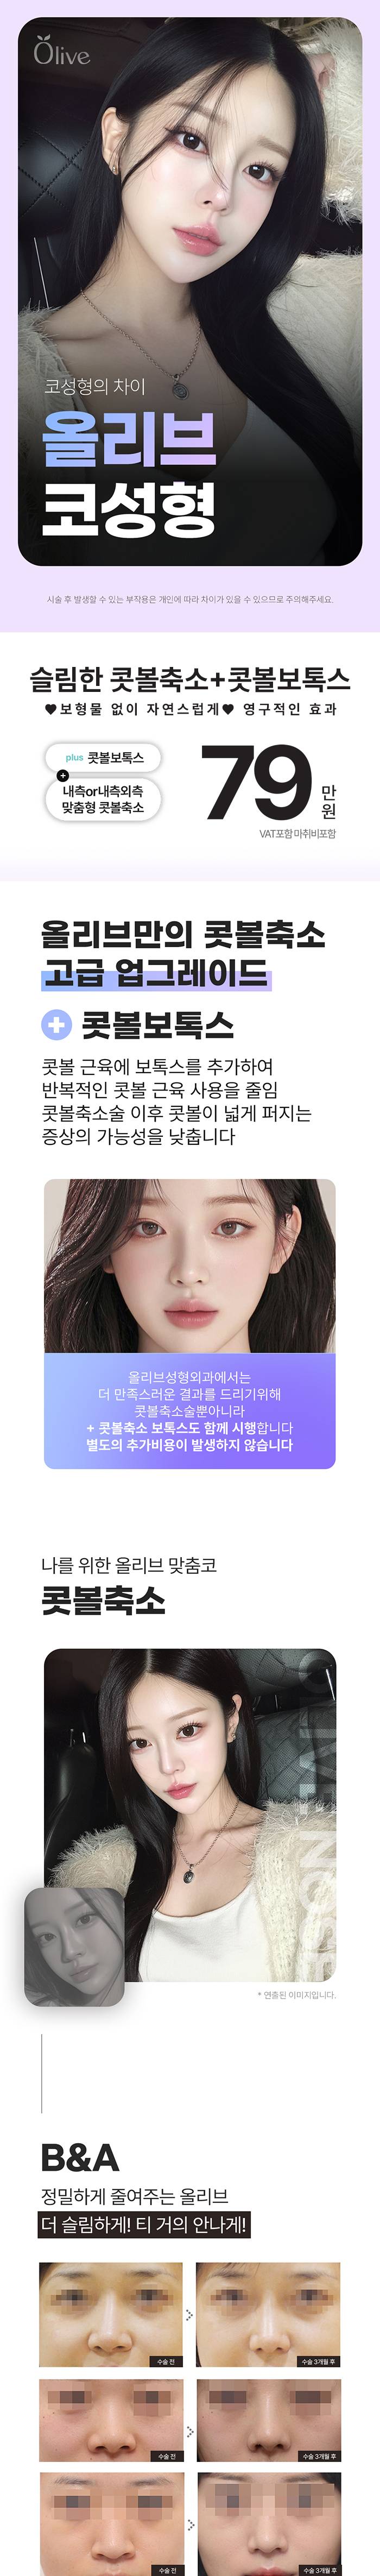 Olive
코성형의 차이
올리브
코성형
시술 후 발생할 수 있는 부작용은 개인에 따라 차이가 있을 수 있으므로 주의해주세요.
슬림한 콧볼축소+콧볼보톡스
♥보형물 없이 자연스럽게♥ 영구적인 효과
plus 콧볼보톡스
+
내측or내측외측
맞춤형 콧볼축소
79만원
VAT포함 마취비포함
올리브만의 콧볼축소
고급 업그레이드
+ 콧볼보톡스
콧볼 근육에 보톡스를 추가하여
반복적인 콧볼 근육 사용을 줄임
콧볼축소술 이후 콧볼이 넓게 퍼지는
증상의 가능성을 낮춥니다
올리브성형외과에서는
더 만족스러운 결과를 드리기위해
콧볼축소술뿐아니라
+ 콧볼축소 보톡스도 함께 시행합니다
별도의 추가비용이 발생하지 않습니다
나를 위한 올리브 맞춤코
콧볼축소
OLIVE NOSE
* 연출된 이미지입니다.
B&A
정밀하게 줄여주는 올리브
더 슬림하게! 티 거의 안나게!
수술 전
수술 3개월 후
수술 전
수술 3개월 후
수술 전
수술 3개월 후